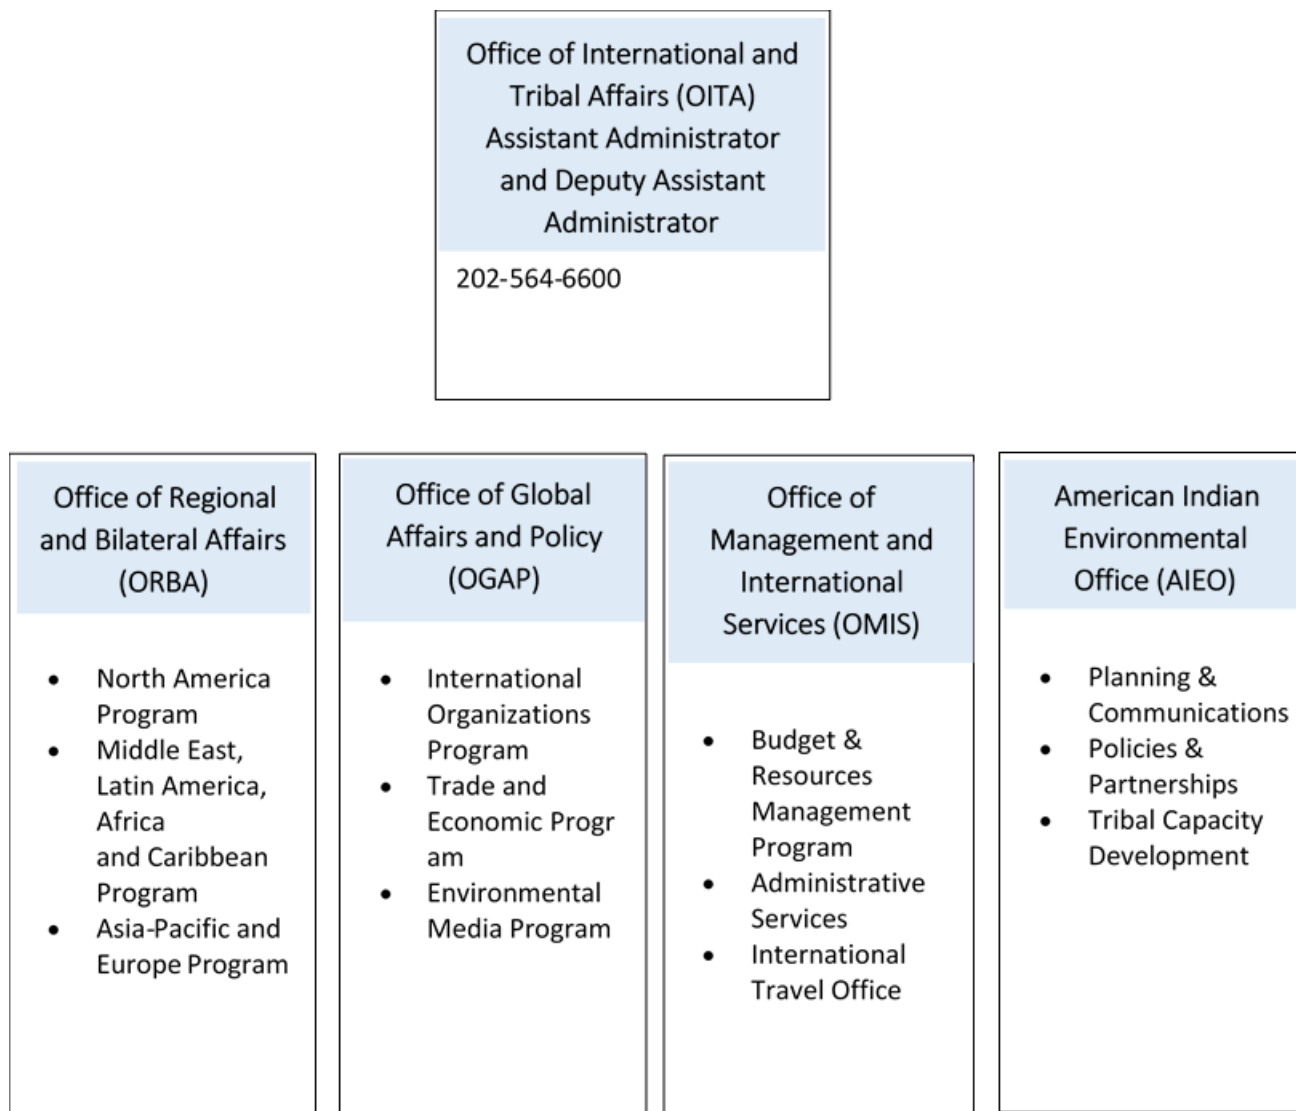 Office of International and
Tribal Affairs (OITA)
Assistant Administrator
and Deputy Assistant
Administrator
202-564-6600
Office of Regional
and Bilateral Affairs
(ORBA)
• North America
Program
• Middle East,
Latin America,
Africa
and Caribbean
Program
• Asia-Pacific and
Europe Program
Office of Global
Affairs and Policy
(OGAP)
• International
Organizations
Program
• Trade and
Economic Progr
am
• Environmental
Media Program
Office of
Management and
International
Services (OMIS)
• Budget &
Resources
Management
Program
• Administrative
Services
• International
Travel Office
American Indian
Environmental
Office (AIEO)
• Planning &
Communications
• Policies &
Partnerships
• Tribal Capacity
Development